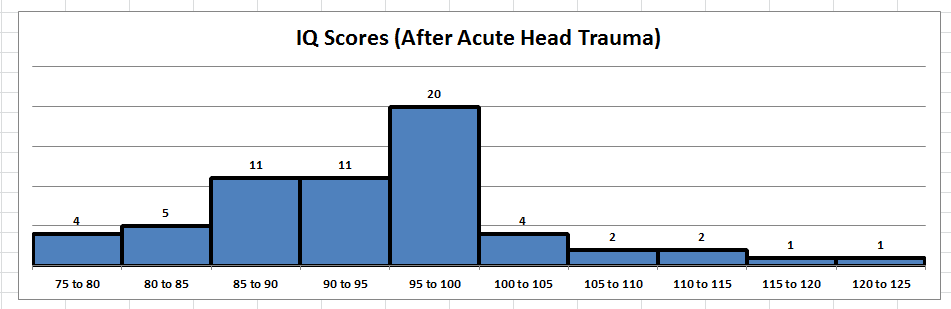 IQ Scores (After Acute Head Trauma)
20
11 11
4 5 4 2 2 1 1
75 to 80 80 to 85 85 to 90 90 to 95 95 to 100 100 to 105 105 to 110 110 to 115 115 to 120 120 to 125